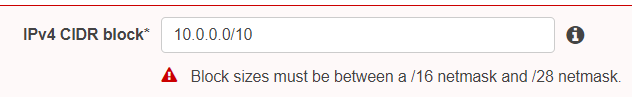 IPv4 CIDR block* 10.0.0.0/10
Block sizes must be between a /16 netmask and /28 netmask.